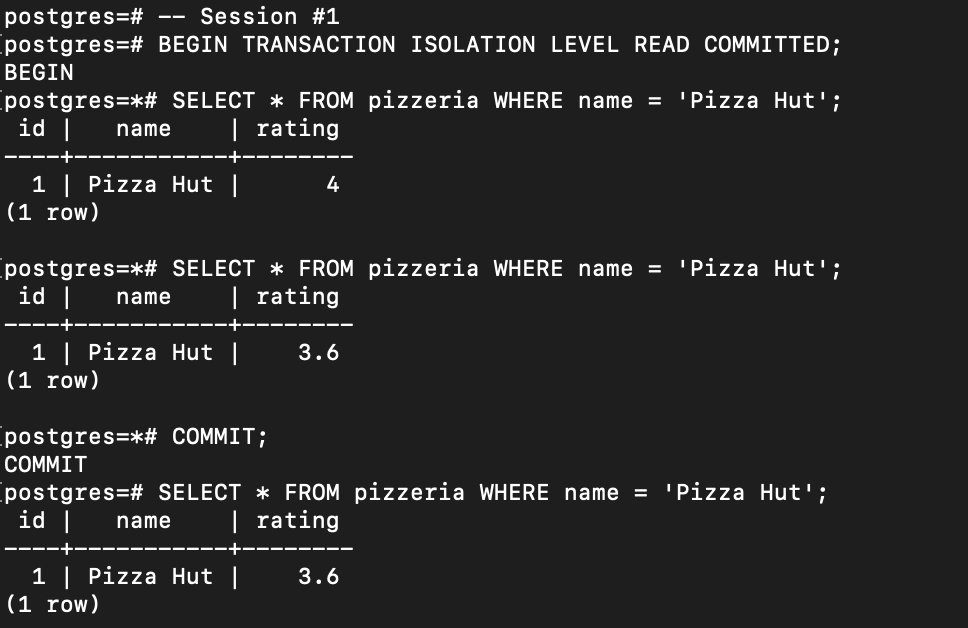 postgres=# -- Session #1
postgres=# BEGIN TRANSACTION ISOLATION LEVEL READ COMMITTED;
BEGIN
postgres=*# SELECT * FROM pizzeria WHERE name = 'Pizza Hut';
 id |   name    | rating
----+-----------+--------
  1 | Pizza Hut |      4
(1 row)

postgres=*# SELECT * FROM pizzeria WHERE name = 'Pizza Hut';
 id |   name    | rating
----+-----------+--------
  1 | Pizza Hut |    3.6
(1 row)

postgres=*# COMMIT;
COMMIT
postgres=# SELECT * FROM pizzeria WHERE name = 'Pizza Hut';
 id |   name    | rating
----+-----------+--------
  1 | Pizza Hut |    3.6
(1 row)